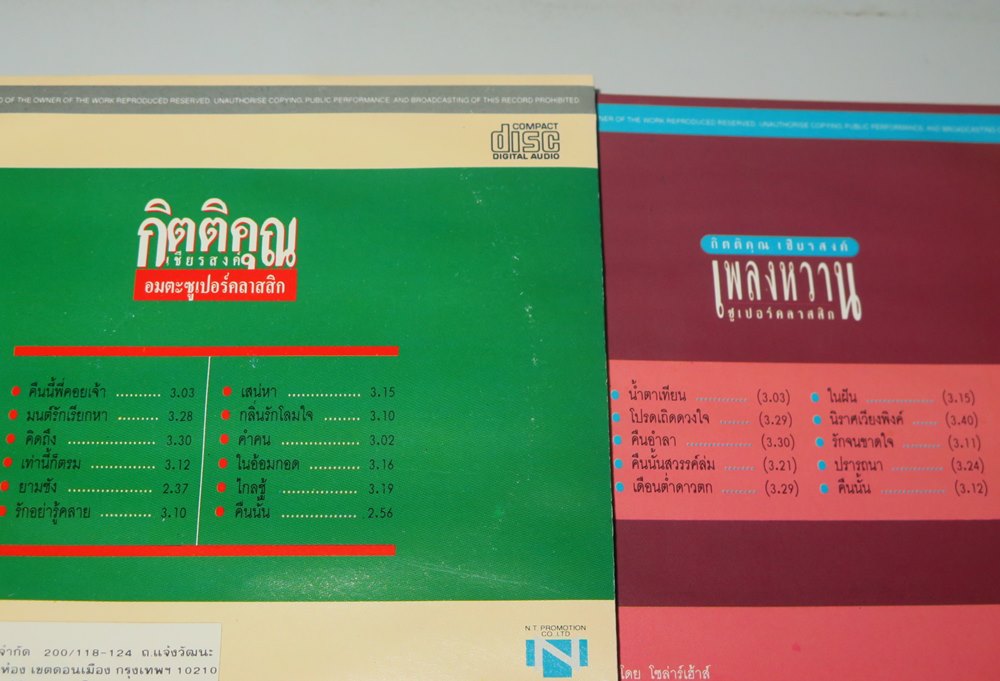 G OF THE OWNER OF THE WORK REPRODUCED RESERVED. UNAUTHORISE COPYING, PUBLIC PERFORMANCE, AND BROADCASTING OF THIS RECORD PROHIBITED.
COMPACT
disc
DIGITAL AUDIO
กิตติคุณ
เชียรสงค์
อมตะซูเปอร์คลาสสิก
คืนนี้พี่คอยเจ้า ........... 3.03
มนต์รักเรียกหา .......... 3.28
คิดถึง ...................... 3.30
เท่านี้ก็ตรม ................ 3.12
ยามชัง ..................... 2.37
รักอย่ารู้คลาย ............ 3.10
เสน่หา ..................... 3.15
กลิ่นรักโลมใจ ............ 3.10
คำคน ...................... 3.02
ในอ้อมกอด ............... 3.16
ไกลชู้ ...................... 3.19
คืนนั้น ...................... 2.56
N.T. PROMOTION
CO.,LTD
N
จำกัด 200/118-124 ถ.แจ้งวัฒนะ
ห้อง เขตดอนเมือง กรุงเทพฯ 10210
NER OF THE WORK REPRODUCED RESERVED. UNAUTHORISE COPYING, PUBLIC PERFORMANCE, AND BROADCASTING
กิตติคุณ เชียรสงค์
เพลงหวาน
ซูเปอร์คลาสสิก
น้ำตาเทียน ............ (3.03)
โปรดเถิดดวงใจ ........ (3.29)
คืนอำลา ............... (3.30)
คืนนั้นสวรรค์ล่ม ....... (3.21)
เดือนต่ำดาวตก ........ (3.29)
ในฝัน .................. (3.15)
นิราศเวียงพิงค์ ........ (3.40)
รักจนขาดใจ .......... (3.11)
ปรารถนา .............. (3.24)
คืนนั้น ................. (3.12)
โดย โซล่าร์เฮ้าส์